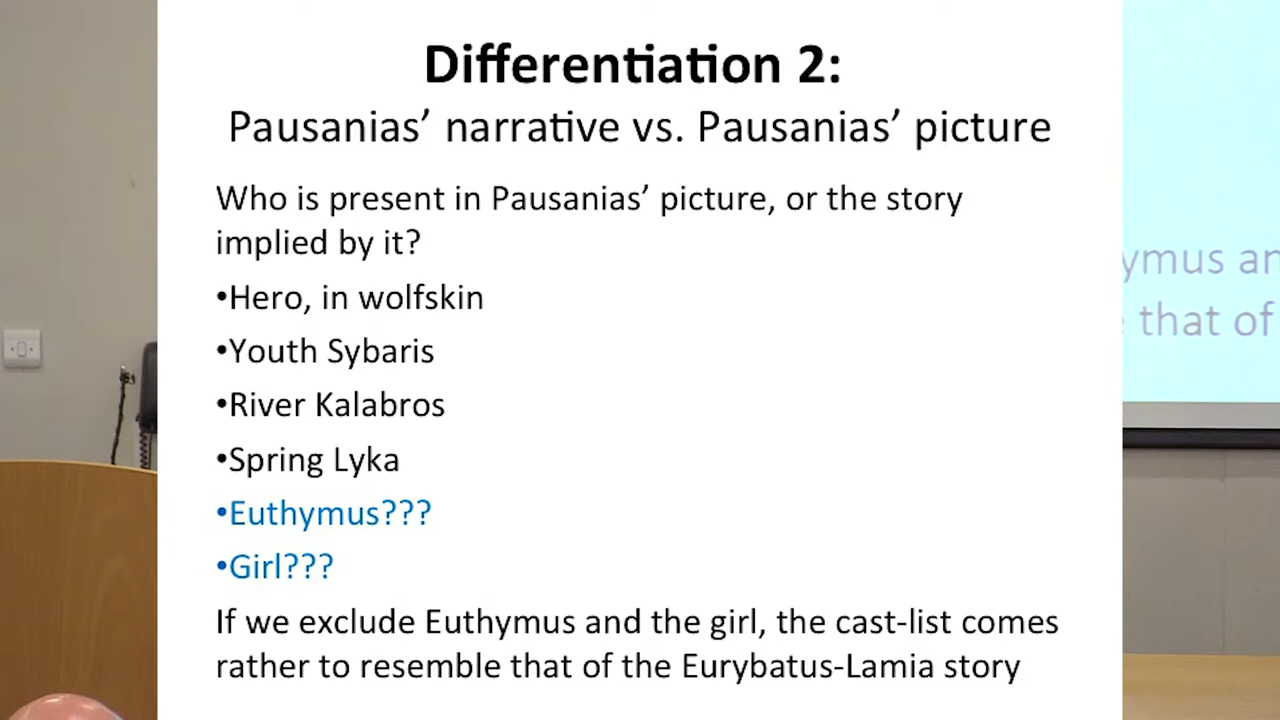 Differentiation 2:
Pausanias’ narrative vs. Pausanias’ picture
Who is present in Pausanias’ picture, or the story
implied by it?
•Hero, in wolfskin
•Youth Sybaris
•River Kalabros
•Spring Lyka
•Euthymus???
•Girl???
If we exclude Euthymus and the girl, the cast-list comes
rather to resemble that of the Eurybatus-Lamia story
that of